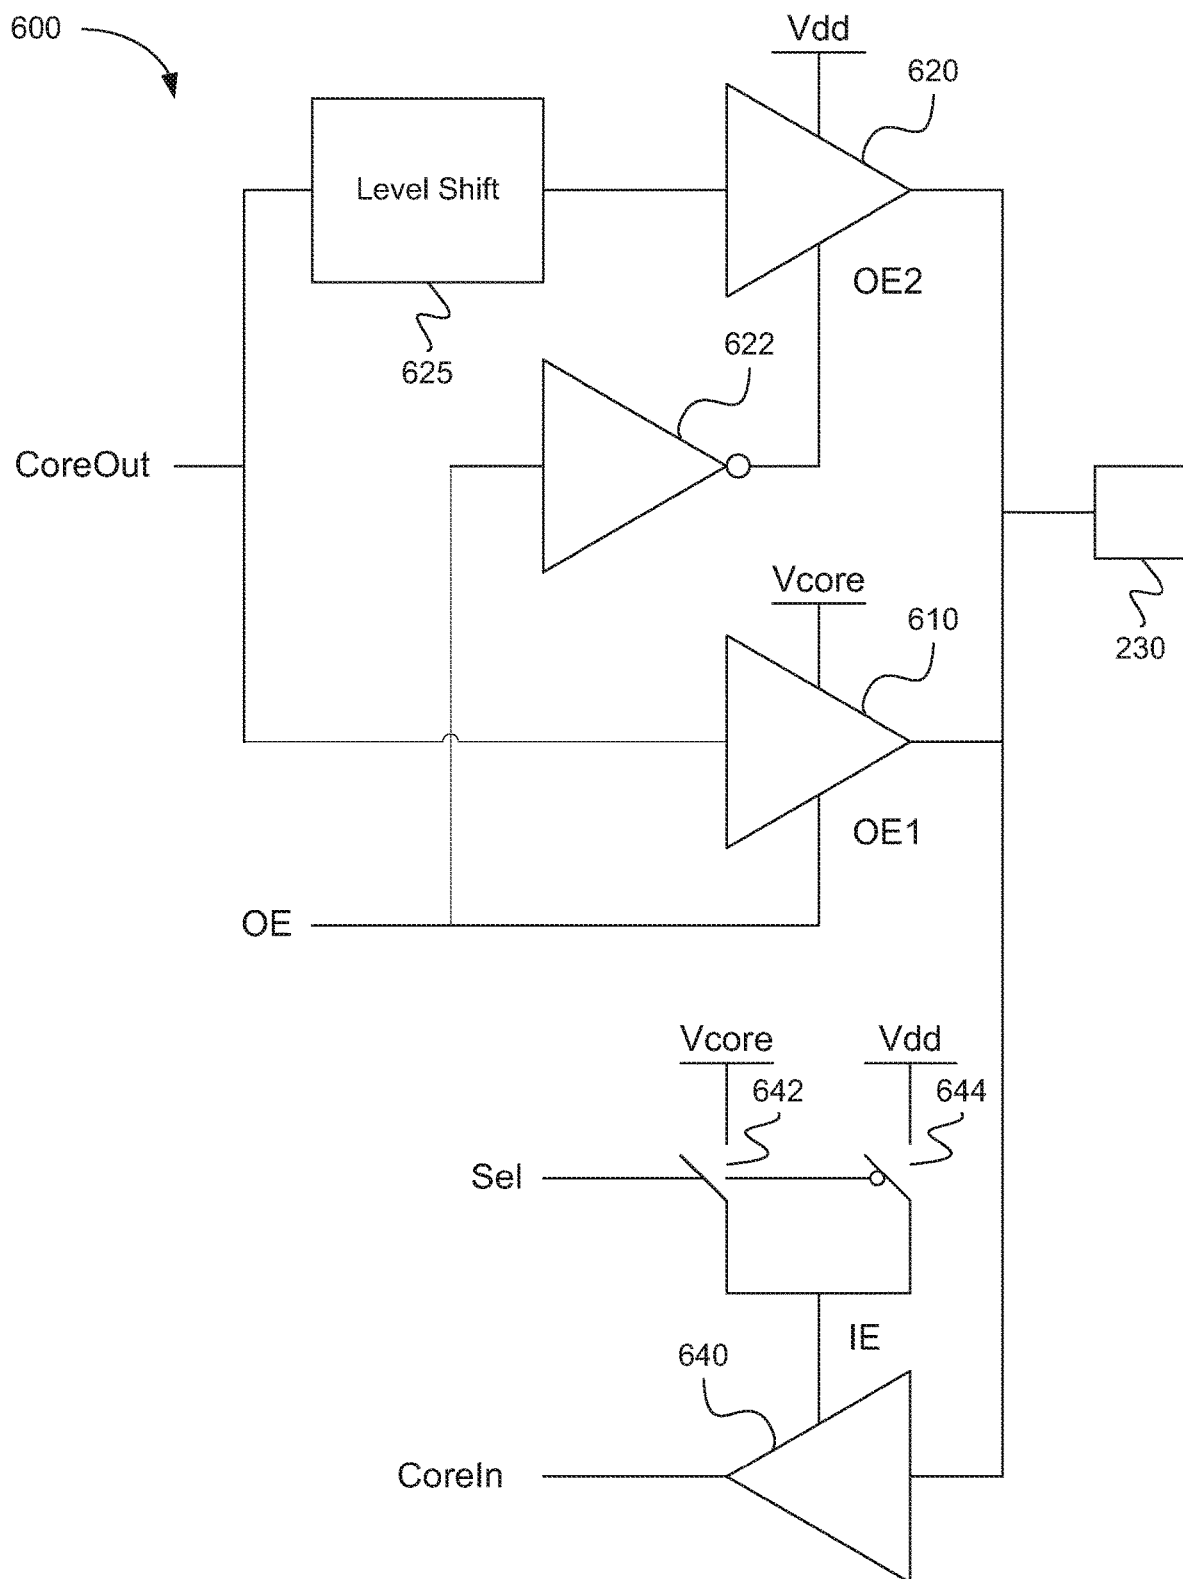 600
Vdd
620
Level Shift
OE2
625
622
CoreOut
Vcore
610
230
OE1
OE
Vcore
Vdd
642
644
Sel
IE
640
CoreIn